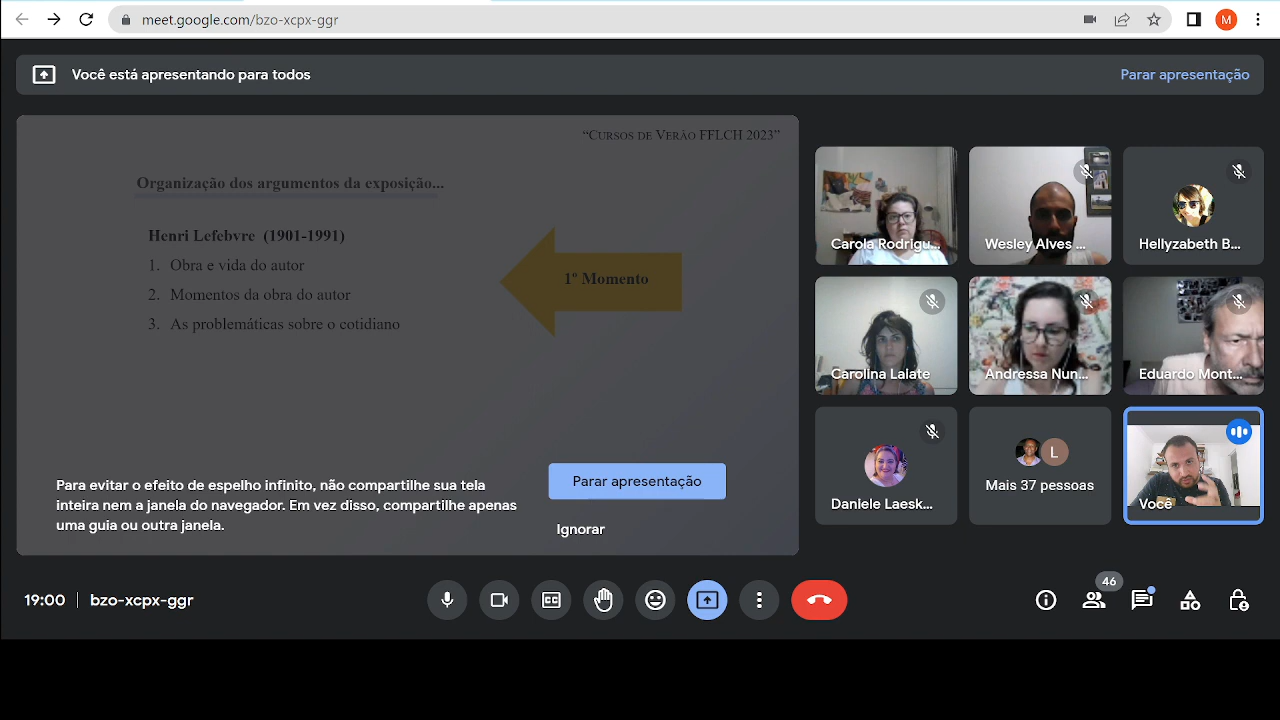 meet.google.com/bzo-xcpx-ggr
M
Você está apresentando para todos
Parar apresentação
“CURSOS DE VERÃO FFLCH 2023”
Organização dos argumentos da exposição...
Henri Lefebvre (1901-1991)
1. Obra e vida do autor
2. Momentos da obra do autor
3. As problemáticas sobre o cotidiano
1º Momento
Para evitar o efeito de espelho infinito, não compartilhe sua tela
inteira nem a janela do navegador. Em vez disso, compartilhe apenas
uma guia ou outra janela.
Parar apresentação
Ignorar
Carola Rodrigu...
Wesley Alves ...
Hellyzabeth B...
Carolina Lalate
Andressa Nun...
Eduardo Mont...
Daniele Laesk...
L
Mais 37 pessoas
Você
19:00 | bzo-xcpx-ggr
46